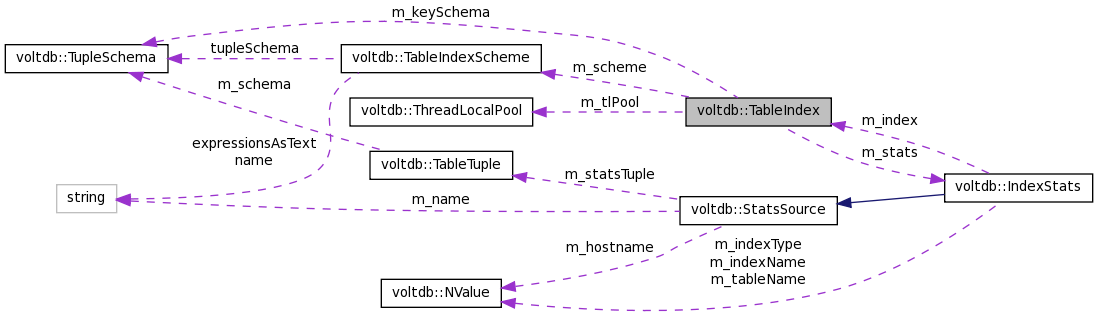 m_keySchema
voltdb::TupleSchema
tupleSchema
voltdb::TableIndexScheme
m_scheme
m_schema
voltdb::ThreadLocalPool
m_tlPool
voltdb::TableIndex
m_index
expressionsAsText
name
voltdb::TableTuple
m_stats
m_statsTuple
voltdb::IndexStats
string
m_name
voltdb::StatsSource
m_hostname
m_indexType
m_indexName
m_tableName
voltdb::NValue